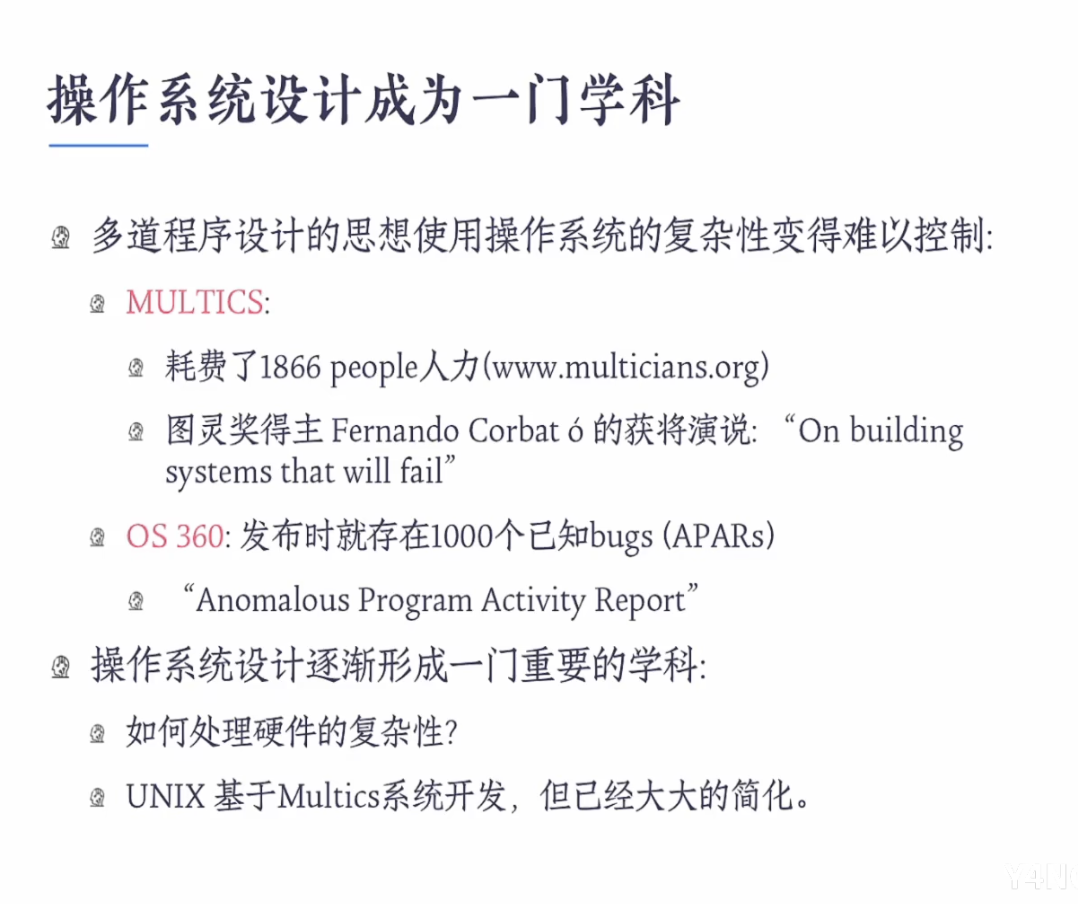 操作系统设计成为一门学科
多道程序设计的思想使用操作系统的复杂性变得难以控制:
MULTICS:
耗费了1866 people人力(www.multicians.org)
图灵奖得主 Fernando Corbat ó 的获将演说: “On building
systems that will fail”
OS 360: 发布时就存在1000个已知bugs (APARs)
“Anomalous Program Activity Report”
操作系统设计逐渐形成一门重要的学科:
如何处理硬件的复杂性?
UNIX 基于Multics系统开发，但已经大大的简化。